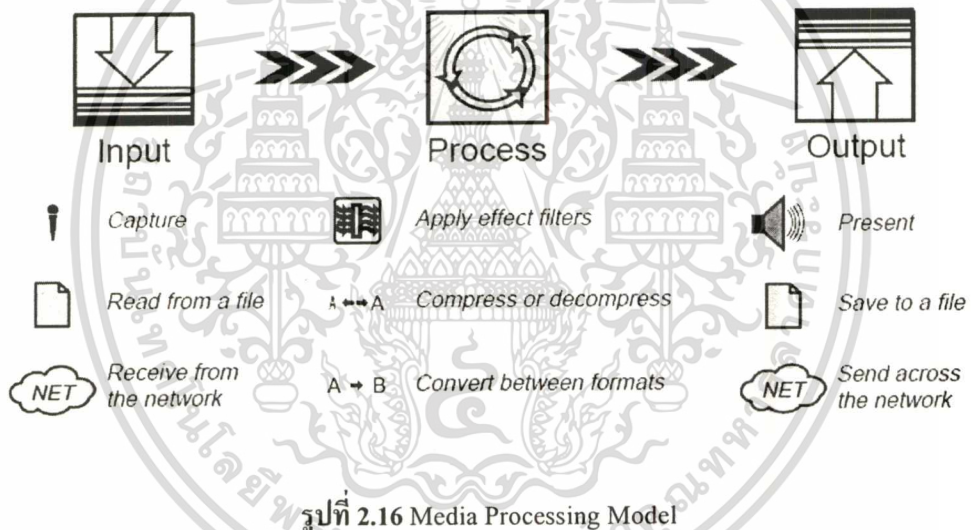 Input Process Output
Capture Apply effect filters Present
Read from a file A ↔ A Compress or decompress Save to a file
NET Receive from the network A → B Convert between formats NET Send across the network
รูปที่ 2.16 Media Processing Model